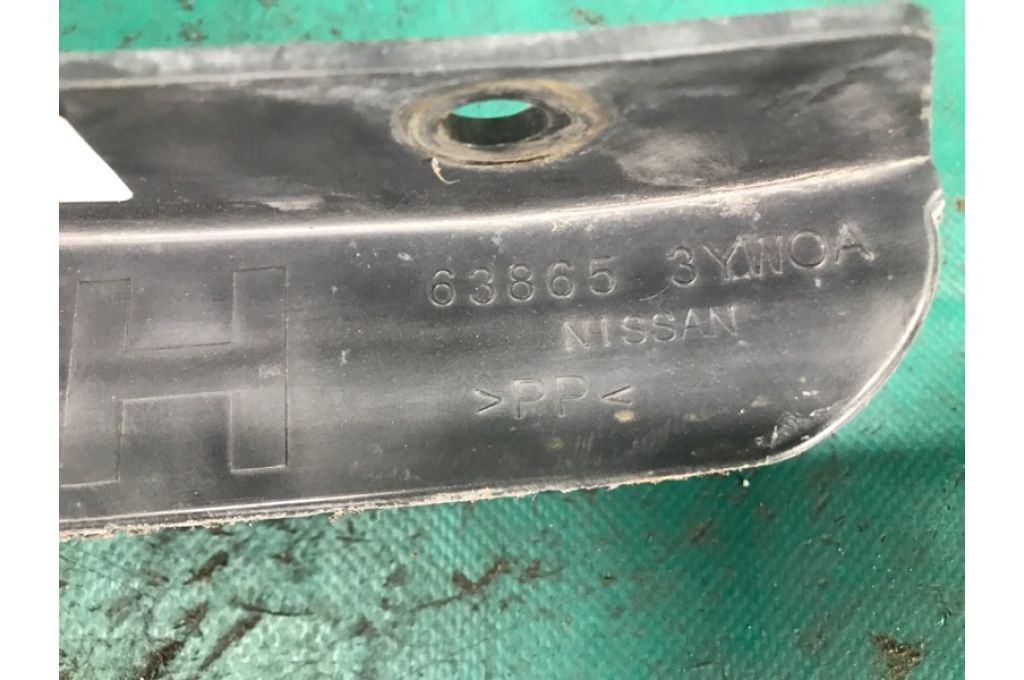 63865 3YW0A
NISSAN
>PP<
H